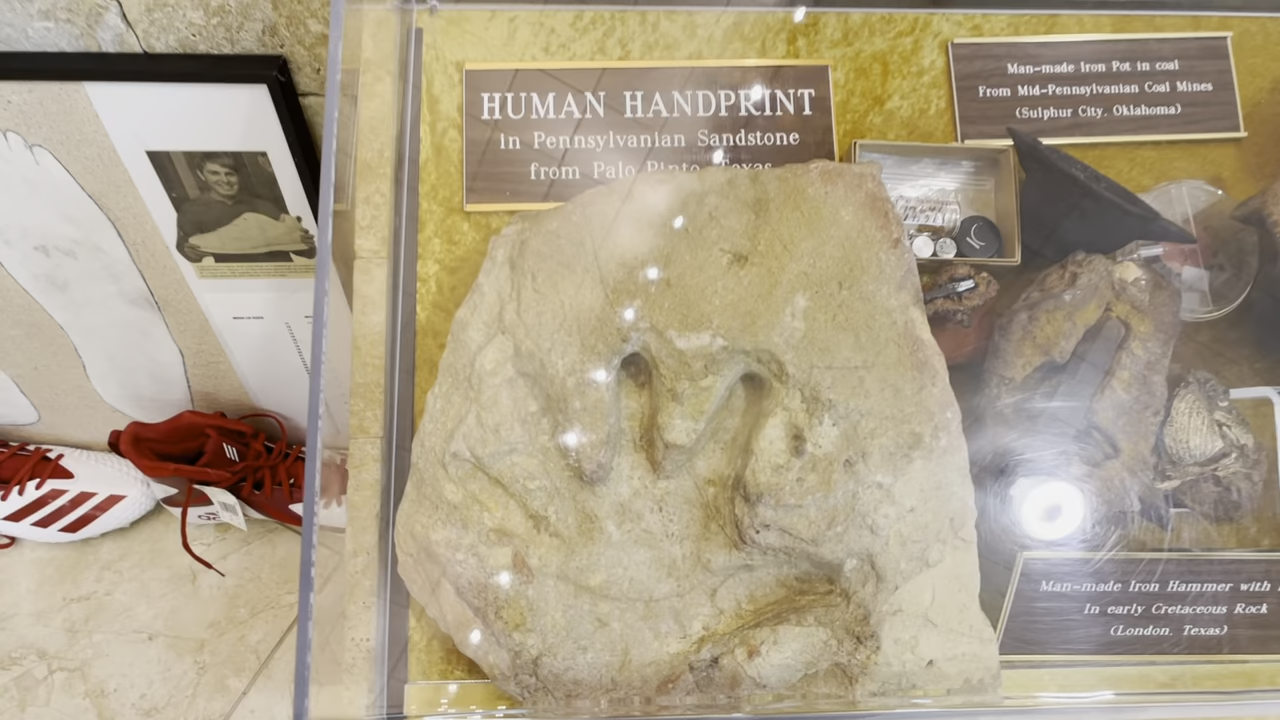 HUMAN HANDPRINT
in Pennsylvanian Sandstone
from Palo Pinto, Texas
Man-made Iron Pot in coal
From Mid-Pennsylvanian Coal Mines
(Sulphur City, Oklahoma)
Man-made Iron Hammer with
In early Cretaceous Rock
(London, Texas)